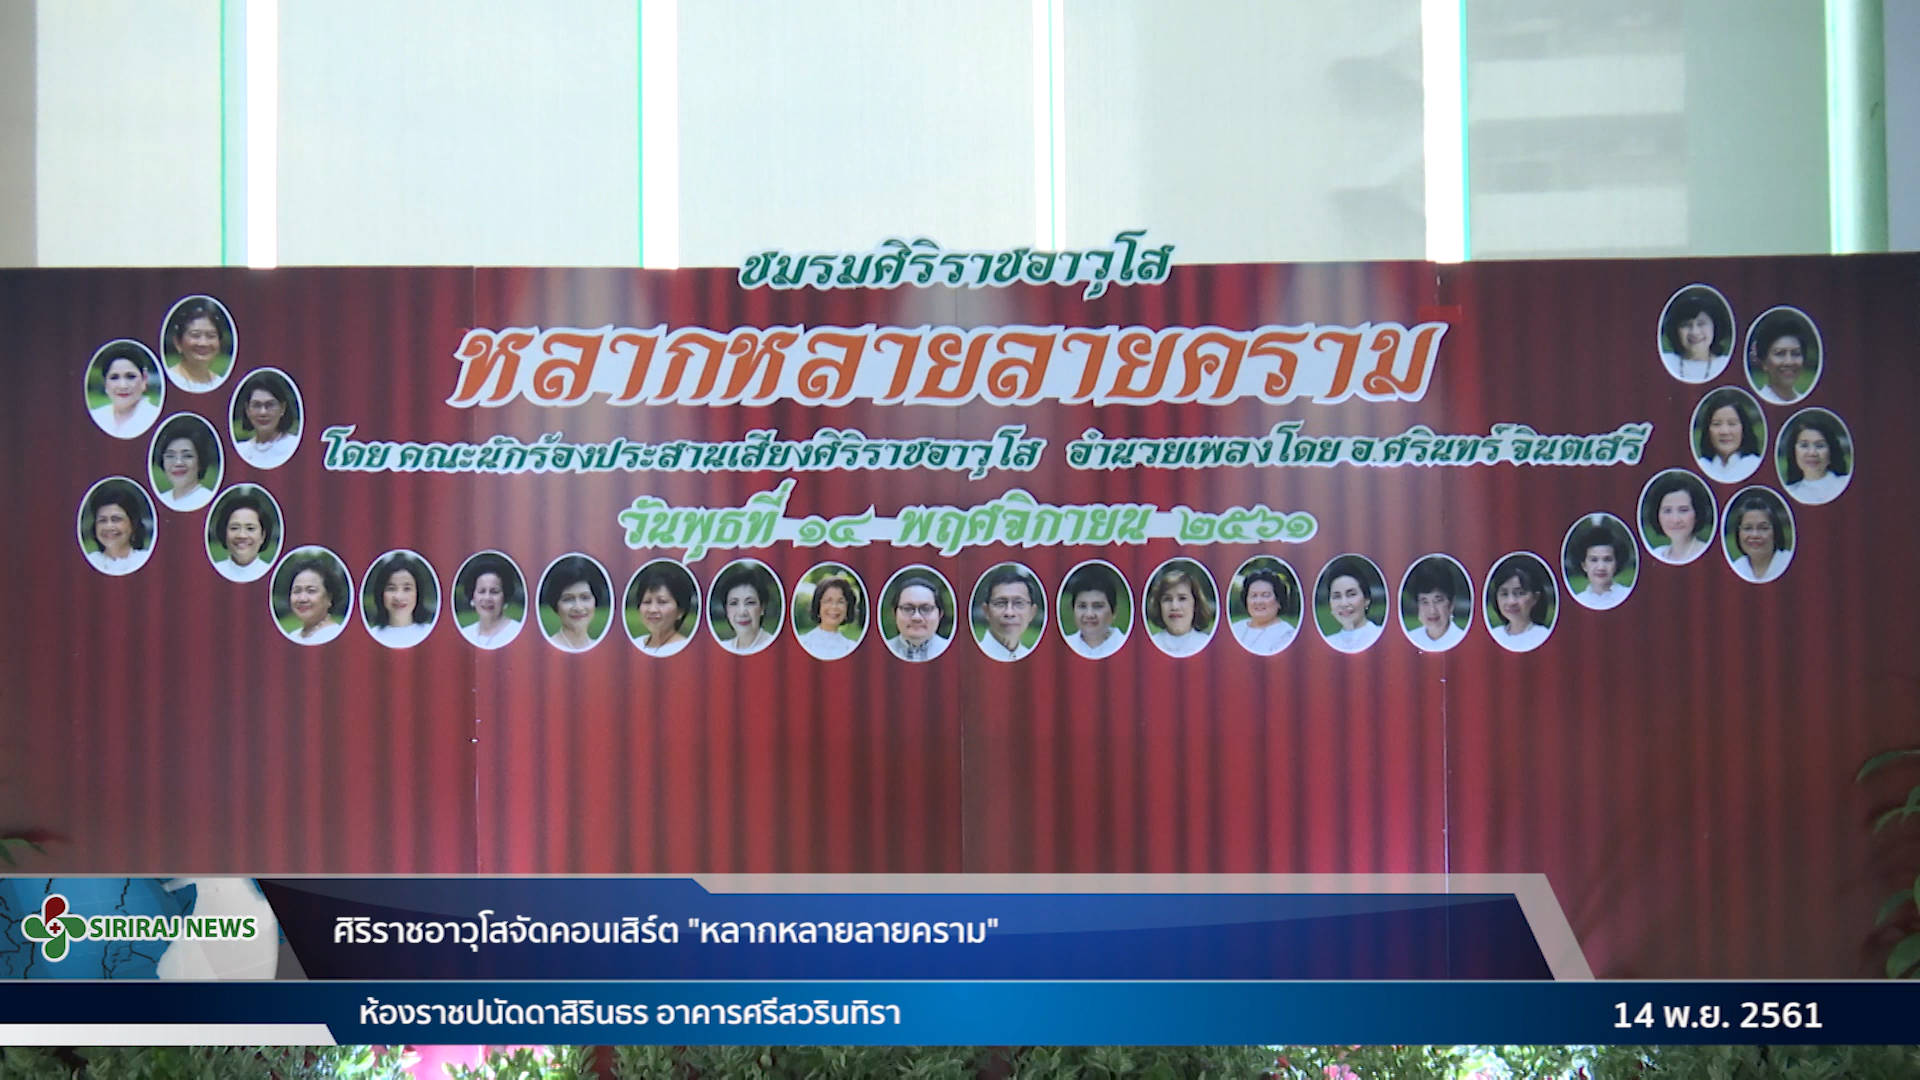 ชมรมศิริราชอาวุโส
หลากหลายลายคราม
โดย คณะนักร้องประสานเสียงศิริราชอาวุโส อำนวยเพลงโดย อ.ศรินทร์ จินตเสรี
วันพุธที่ ๑๔ พฤศจิกายน ๒๕๖๑
SIRIRAJ NEWS
ศิริราชอาวุโสจัดคอนเสิร์ต "หลากหลายลายคราม"
ห้องราชปนัดดาสิรินธร อาคารศรีสวรินทิรา
14 พ.ย. 2561